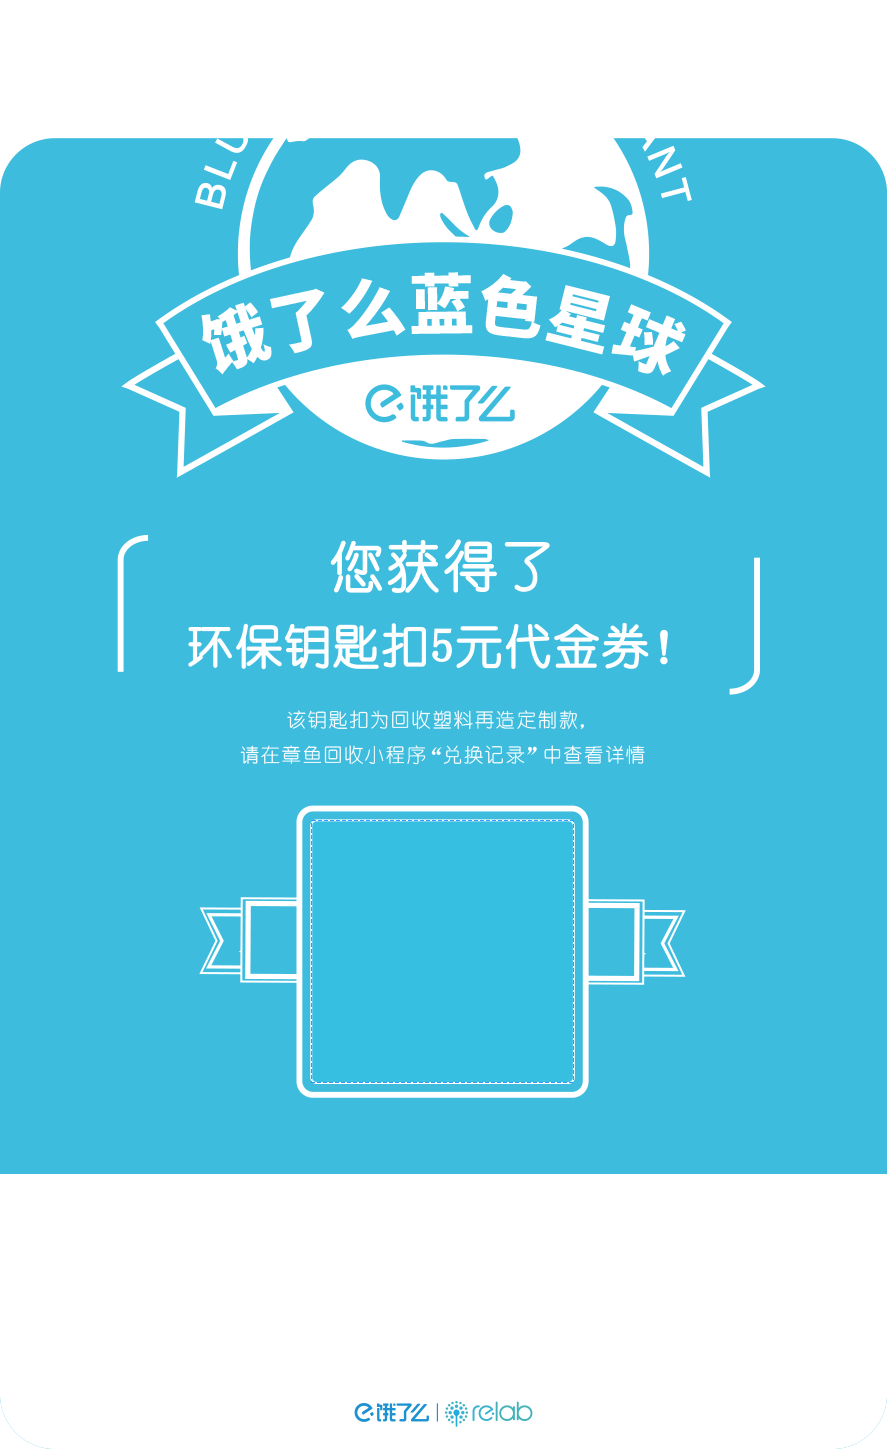 BLU
ANT
饿了么蓝色星球
饿了么
您获得了
环保钥匙扣5元代金券！
该钥匙扣为回收塑料再造定制款，
请在章鱼回收小程序“兑换记录”中查看详情
饿了么 | relab